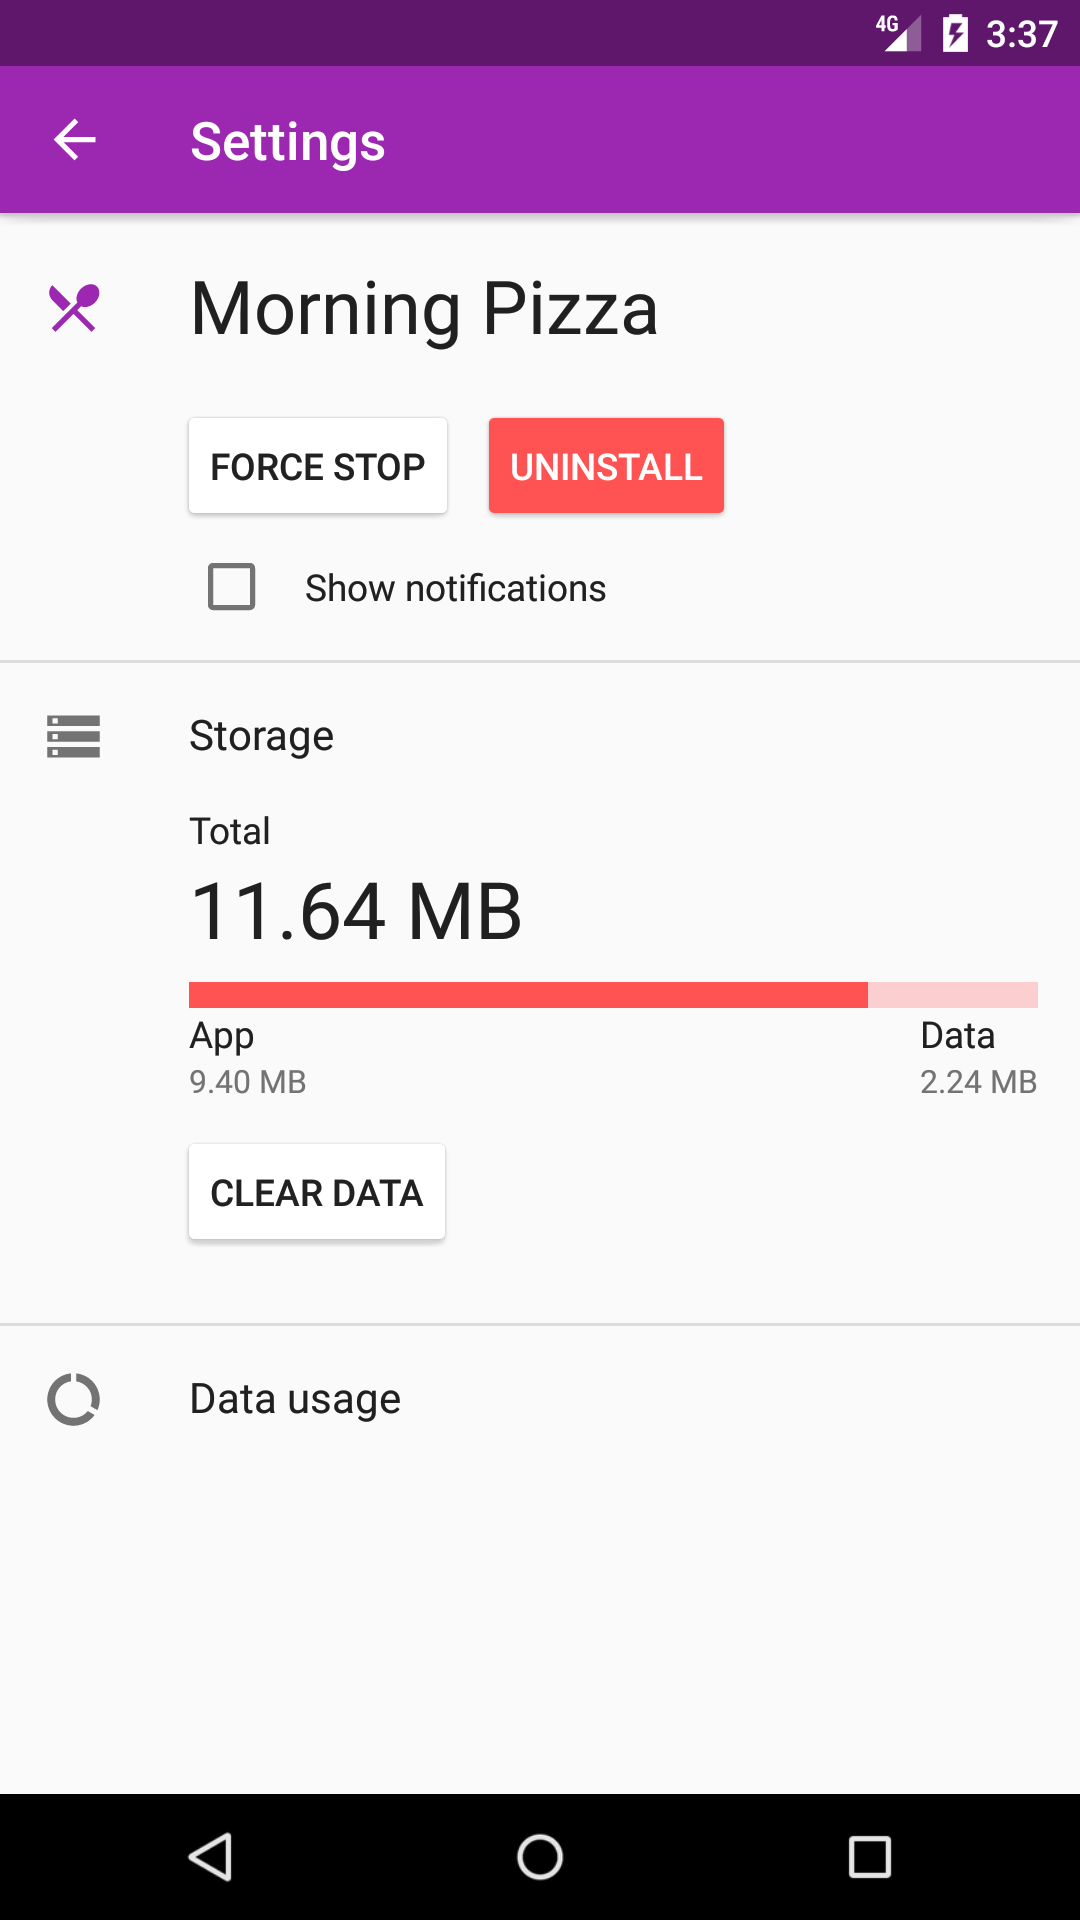 4G 3:37
Settings
Morning Pizza
FORCE STOP UNINSTALL
Show notifications
Storage
Total
11.64 MB
App Data
9.40 MB 2.24 MB
CLEAR DATA
Data usage